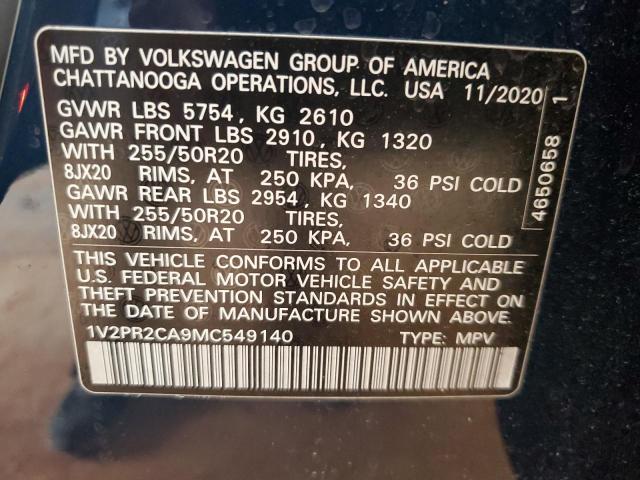 MFD BY VOLKSWAGEN GROUP OF AMERICA
CHATTANOOGA OPERATIONS, LLC. USA 11/2020
GVWR LBS 5754, KG 2610
GAWR FRONT LBS 2910, KG 1320
WITH 255/50R20 TIRES,
8JX20 RIMS, AT 250 KPA, 36 PSI COLD
GAWR REAR LBS 2954, KG 1340
WITH 255/50R20 TIRES,
8JX20 RIMS, AT 250 KPA, 36 PSI COLD
THIS VEHICLE CONFORMS TO ALL APPLICABLE
U.S. FEDERAL MOTOR VEHICLE SAFETY AND
THEFT PREVENTION STANDARDS IN EFFECT ON
THE DATE OF MANUFACTURE SHOWN ABOVE.
1V2PR2CA9MC549140 TYPE: MPV
4650658 1